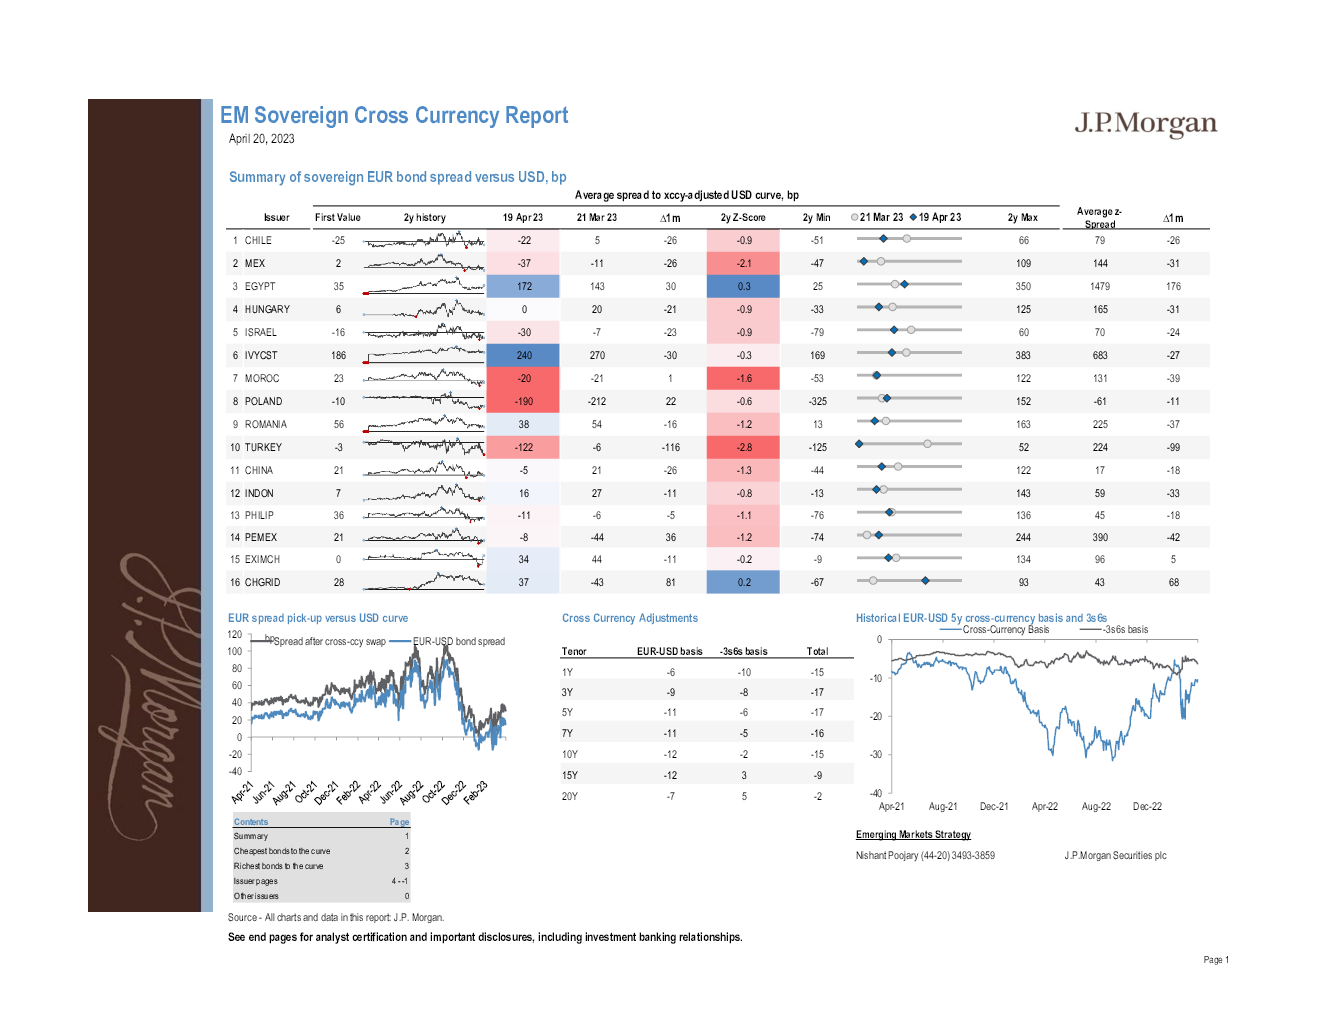 EM Sovereign Cross Currency Report
J.P.Morgan
April 20, 2023
Summary of sovereign EUR bond spread versus USD, bp
Average spread to xccy-adjusted USD curve, bp
Issuer First Value 2y history 19 Apr 23 21 Mar 23 Δ1m 2y Z-Score 2y Min 21 Mar 23 19 Apr 23 2y Max Average z-Spread Δ1m
1 CHILE -25 -22 5 -26 -0.9 -51 66 79 -26
2 MEX 2 -37 -11 -26 -2.1 -47 109 144 -31
3 EGYPT 35 172 143 30 0.3 25 350 1479 176
4 HUNGARY 6 0 20 -21 -0.9 -33 125 165 -31
5 ISRAEL -16 -30 -7 -23 -0.9 -79 60 70 -24
6 IVYCST 186 240 270 -30 -0.3 169 383 683 -27
7 MOROC 23 -20 -21 1 -1.6 -53 122 131 -39
8 POLAND -10 -190 -212 22 -0.6 -325 152 -61 -11
9 ROMANIA 56 38 54 -16 -1.2 13 163 225 -37
10 TURKEY -3 -122 -6 -116 -2.8 -125 52 224 -99
11 CHINA 21 -5 21 -26 -1.3 -44 122 17 -18
12 INDON 7 16 27 -11 -0.8 -13 143 59 -33
13 PHILIP 36 -11 -6 -5 -1.1 -76 136 45 -18
14 PEMEX 21 -8 -44 36 -1.2 -74 244 390 -42
15 EXIMCH 0 34 44 -11 -0.2 -9 134 96 5
16 CHGRID 28 37 -43 81 0.2 -67 93 43 68
EUR spread pick-up versus USD curve
bp
Spread after cross-ccy swap EUR-USD bond spread
120
100
80
60
40
20
0
-20
-40
Apr-21 Jun-21 Aug-21 Oct-21 Dec-21 Feb-22 Apr-22 Jun-22 Aug-22 Oct-22 Dec-22 Feb-23
Cross Currency Adjustments
Tenor EUR-USD basis -3s6s basis Total
1Y -6 -10 -15
3Y -9 -8 -17
5Y -11 -6 -17
7Y -11 -5 -16
10Y -12 -2 -15
15Y -12 3 -9
20Y -7 5 -2
Historical EUR-USD 5y cross-currency basis and 3s6s
Cross-Currency Basis -3s6s basis
0
-10
-20
-30
-40
Apr-21 Aug-21 Dec-21 Apr-22 Aug-22 Dec-22
Emerging Markets Strategy
Nishant Poojary (44-20) 3493-3859 J.P.Morgan Securities plc
Contents Page
Summary 1
Cheapest bonds to the curve 2
Richest bonds to the curve 3
Issuer pages 4 - -1
Other issuers 0
J.P.Morgan
Source - All charts and data in this report: J.P. Morgan.
See end pages for analyst certification and important disclosures, including investment banking relationships.
Page 1